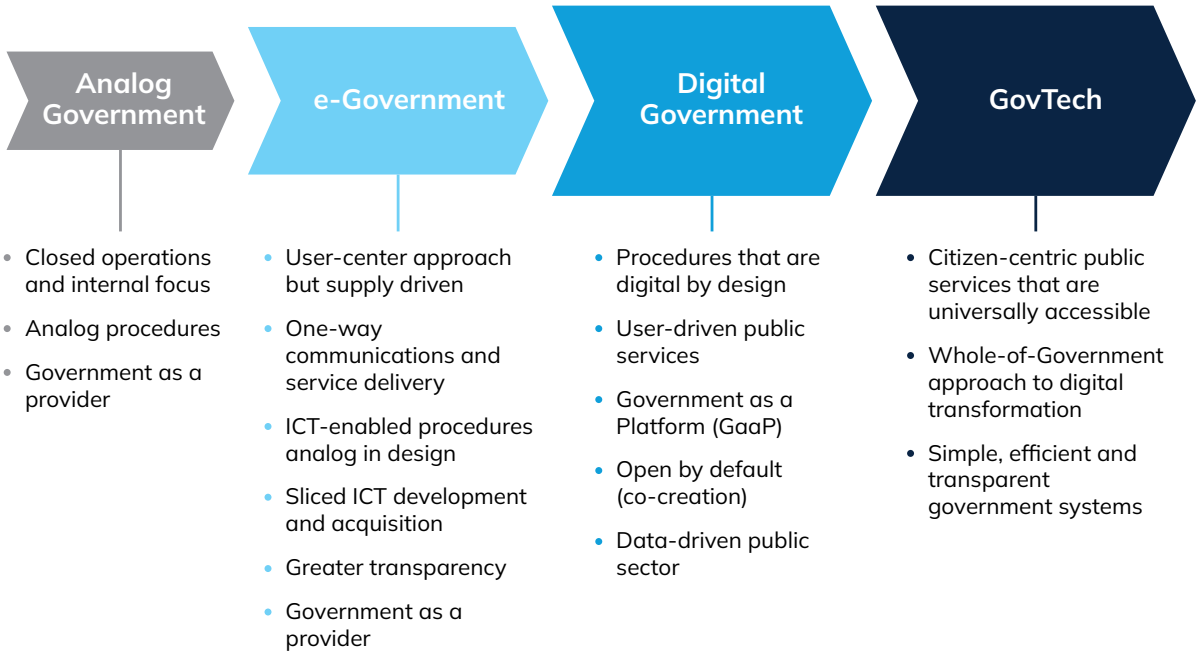 Analog
Government
e-Government
Digital
Government
GovTech
• Closed operations
and internal focus
• Analog procedures
• Government as a
provider
• User-center approach
but supply driven
• One-way
communications and
service delivery
• ICT-enabled procedures
analog in design
• Sliced ICT development
and acquisition
• Greater transparency
• Government as a
provider
• Procedures that are
digital by design
• User-driven public
services
• Government as a
Platform (GaaP)
• Open by default
(co-creation)
• Data-driven public
sector
• Citizen-centric public
services that are
universally accessible
• Whole-of-Government
approach to digital
transformation
• Simple, efficient and
transparent
government systems